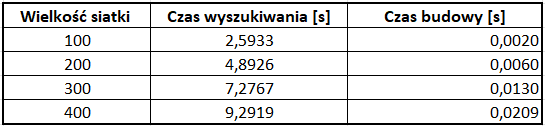 Wielkość siatki Czas wyszukiwania [s] Czas budowy [s]
100 2,5933 0,0020
200 4,8926 0,0060
300 7,2767 0,0130
400 9,2919 0,0209